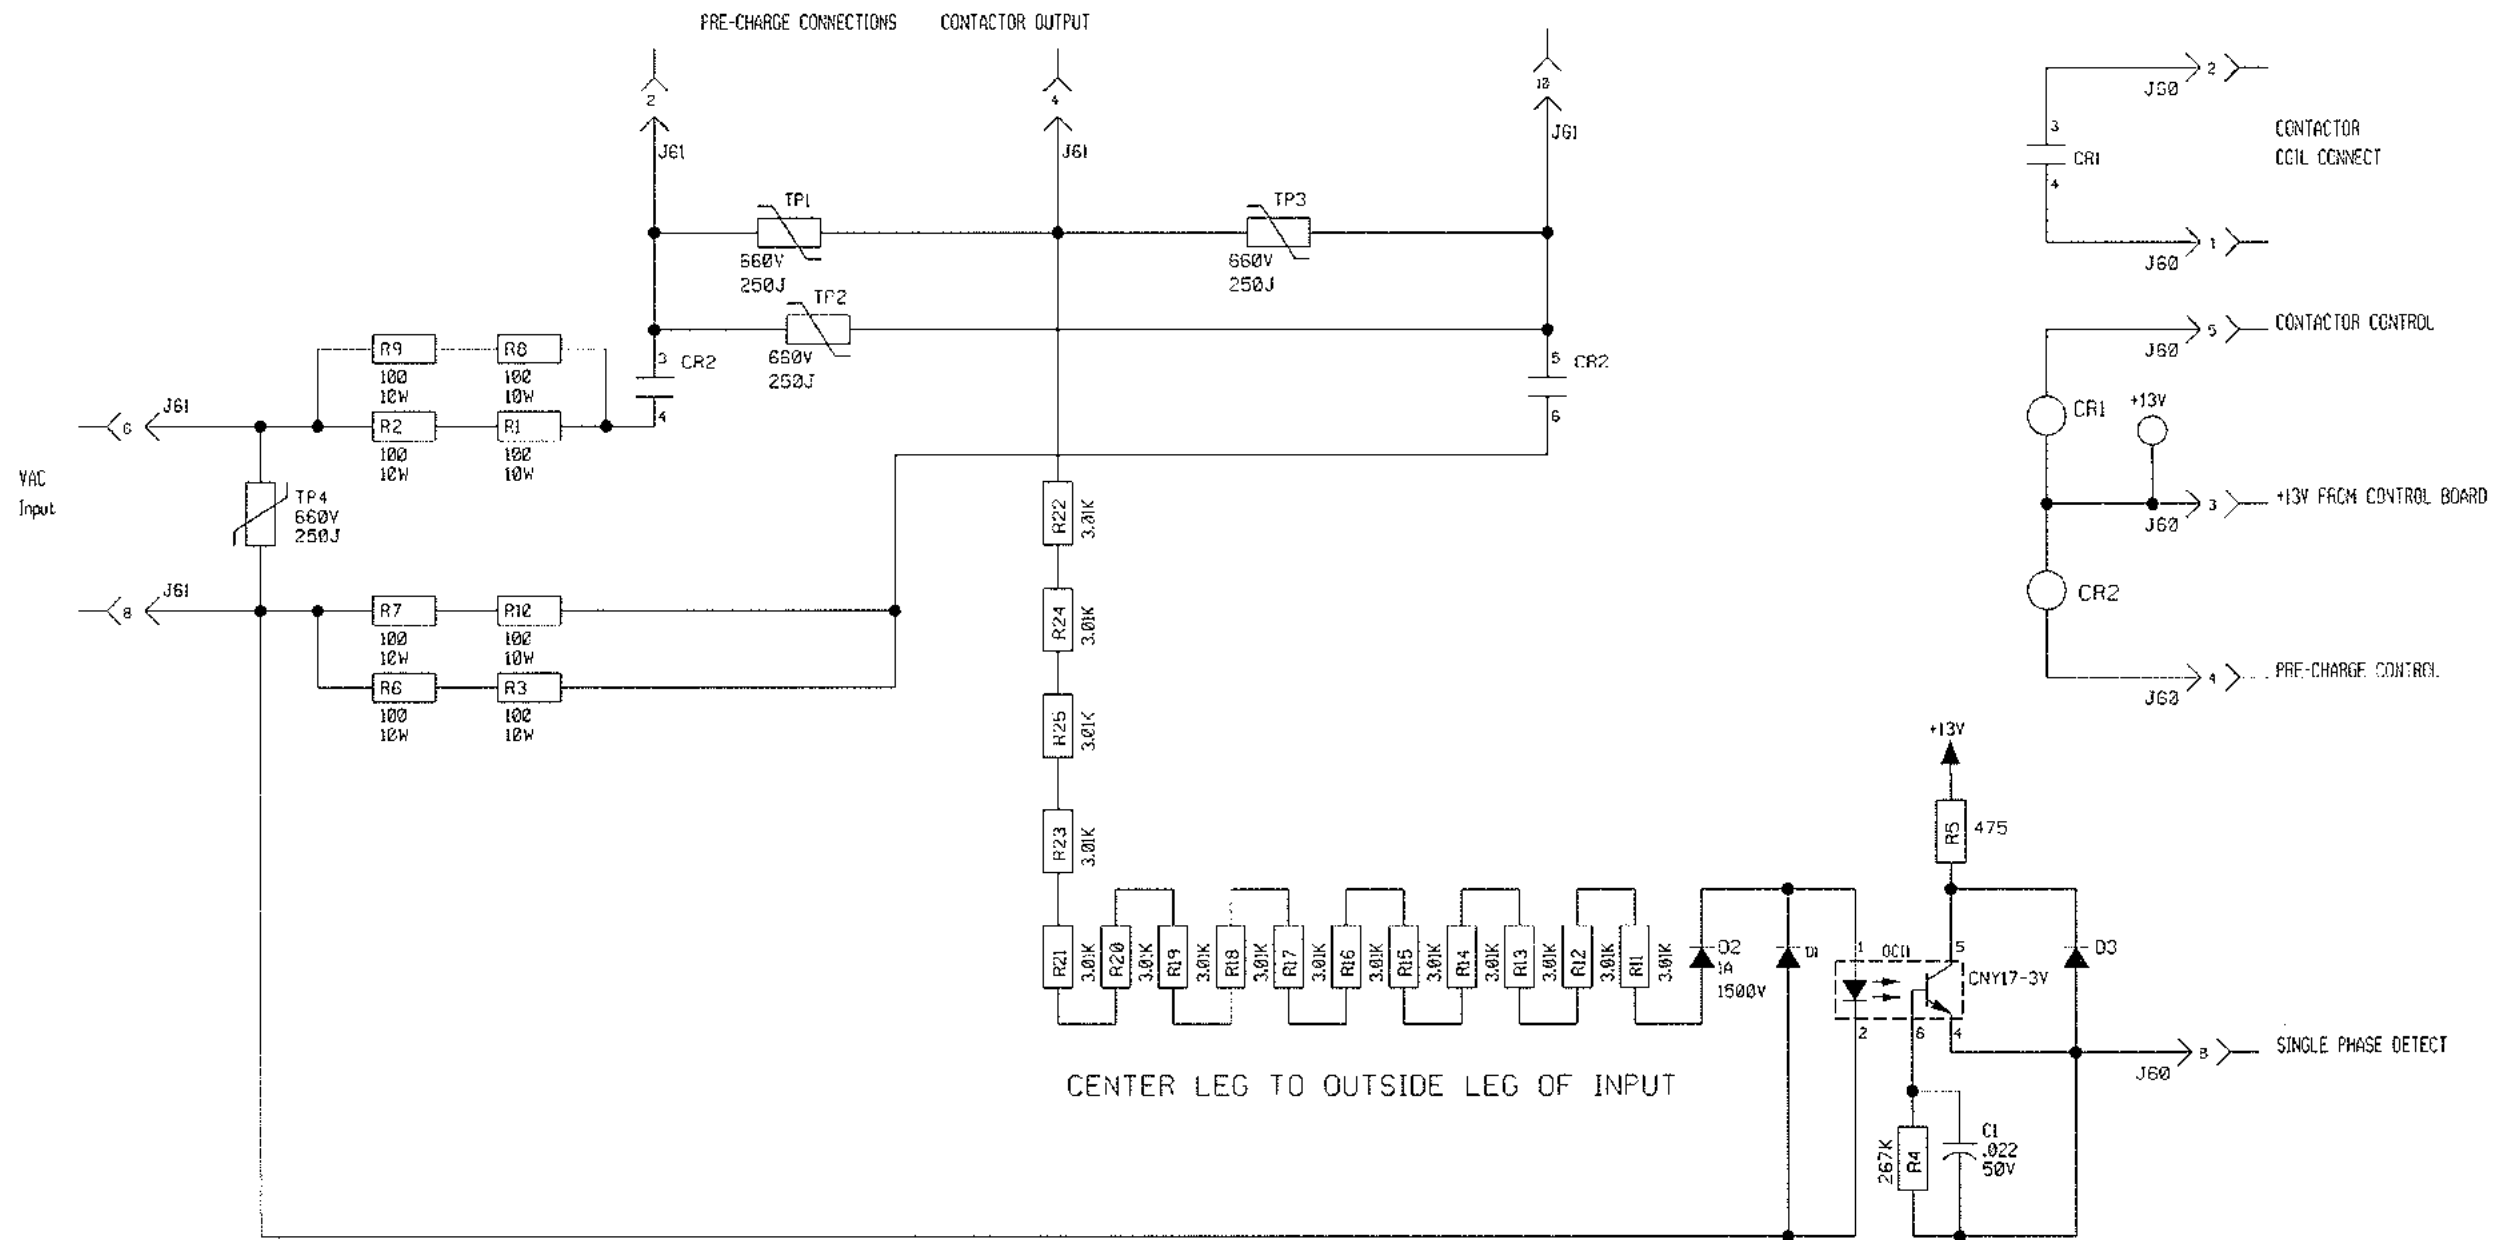 PRE-CHARGE CONNECTIONS
CONTACTOR OUTPUT
2
J61
4
J61
10
J61
2
J60
3
CR1
4
1
J60
CONTACTOR
COIL CONNECT
TP1
660V
250J
TP3
660V
250J
TP2
660V
250J
3
CR2
4
5
CR2
6
R9
100
10W
R8
100
10W
R2
100
10W
R1
100
10W
6
J61
VAC
Input
TP4
660V
250J
8
J61
R7
100
10W
R10
100
10W
R6
100
10W
R3
100
10W
5
J60
CONTACTOR CONTROL
CR1
+13V
3
J60
+13V FROM CONTROL BOARD
CR2
4
J60
PRE-CHARGE CONTROL
R22
3.01K
R24
3.01K
R25
3.01K
R23
3.01K
R21
3.01K
R20
3.01K
R19
3.01K
R18
3.01K
R17
3.01K
R16
3.01K
R15
3.01K
R14
3.01K
R13
3.01K
R12
3.01K
R11
3.01K
D2
1A
1500V
D1
+13V
R5
475
1
OCI1
5
CNY17-3V
2
6
4
D3
8
J60
SINGLE PHASE DETECT
CENTER LEG TO OUTSIDE LEG OF INPUT
267K
R4
C1
.022
50V